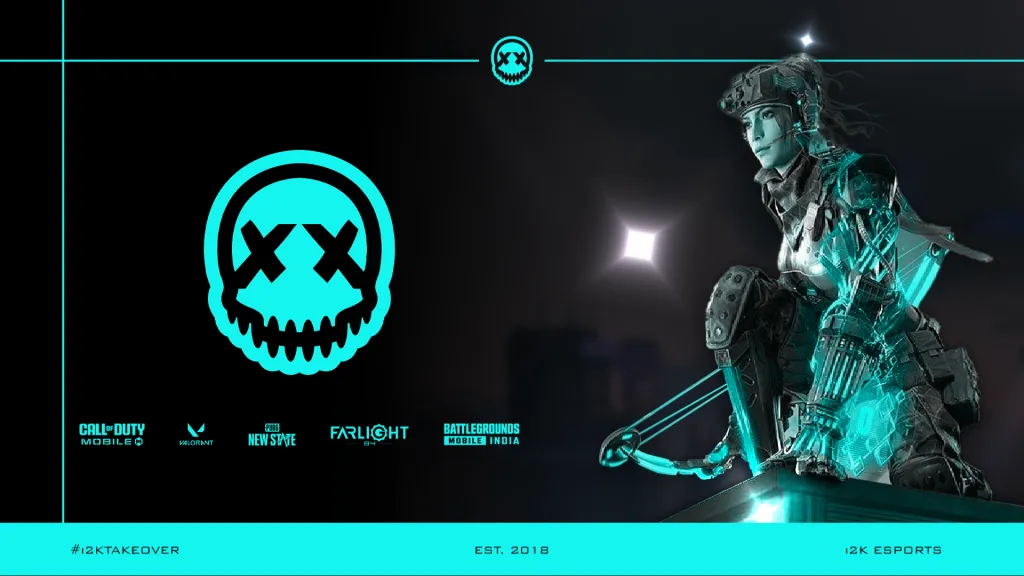 CALL OF DUTY
MOBILE
VALORANT
PUBG
NEW STATE
FARLIGHT
84
BATTLEGROUNDS
MOBILE INDIA
#i2KTAKEOVER
EST. 2018
i2K ESPORTS